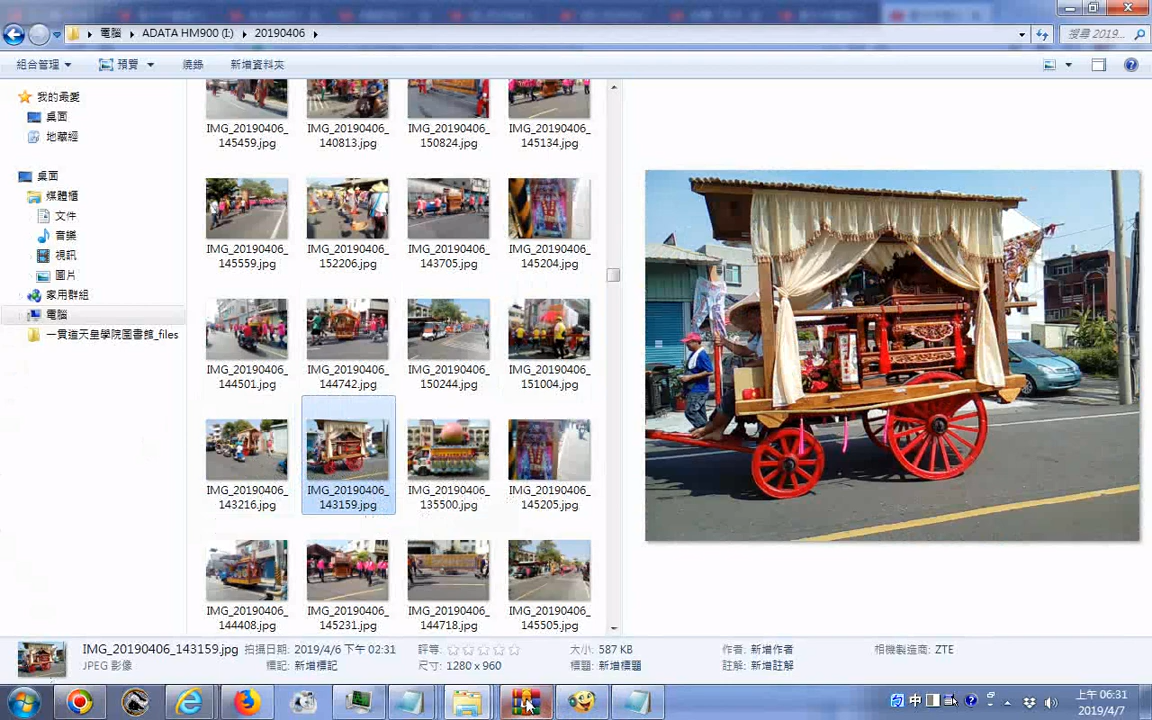 電腦 ▸ ADATA HM900 (I:) ▸ 20190406 ▸
搜尋 2019...
組合管理 ▼ 預覽 ▼ 燒錄 新增資料夾
我的最愛
桌面
地藏經
桌面
媒體櫃
文件
音樂
視訊
圖片
家用群組
電腦
一貫道天皇學院圖書館_files
IMG_20190406_
145459.jpg
IMG_20190406_
140813.jpg
IMG_20190406_
150824.jpg
IMG_20190406_
145134.jpg
IMG_20190406_
145559.jpg
IMG_20190406_
152206.jpg
IMG_20190406_
143705.jpg
IMG_20190406_
145204.jpg
IMG_20190406_
144501.jpg
IMG_20190406_
144742.jpg
IMG_20190406_
150244.jpg
IMG_20190406_
151004.jpg
IMG_20190406_
143216.jpg
IMG_20190406_
143159.jpg
IMG_20190406_
135500.jpg
IMG_20190406_
145205.jpg
IMG_20190406_
144408.jpg
IMG_20190406_
145231.jpg
IMG_20190406_
144718.jpg
IMG_20190406_
145505.jpg
IMG_20190406_143159.jpg 拍攝日期: 2019/4/6 下午 02:31 評等: 大小: 587 KB 作者: 新增作者 相機製造商: ZTE
JPEG 影像 標記: 新增標記 尺寸: 1280 x 960 標題: 新增標題 註解: 新增註解
中
上午 06:31
2019/4/7